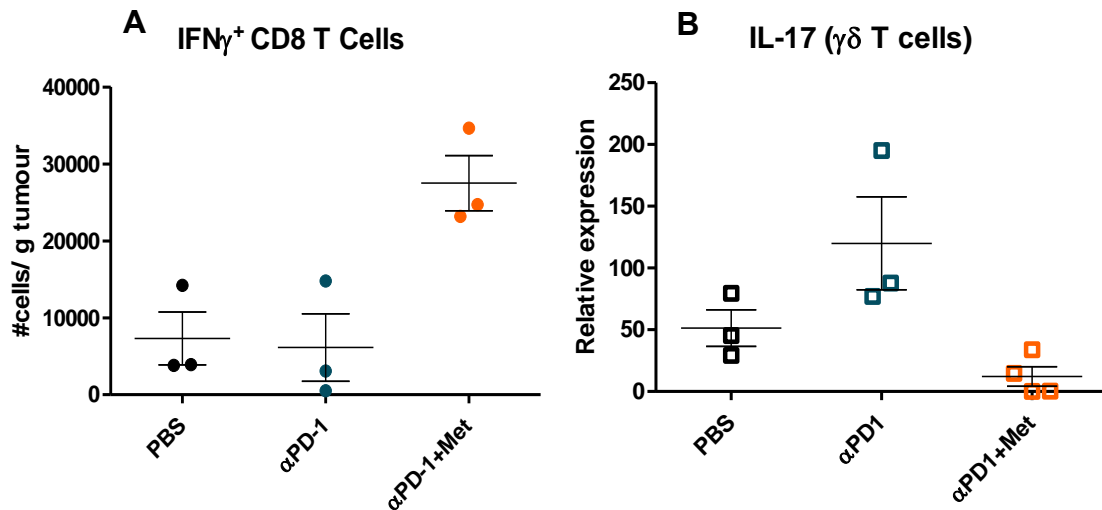 A
IFNγ⁺ CD8 T Cells
#cells/ g tumour
40000
30000
20000
10000
0
PBS
αPD-1
αPD-1+Met
B
IL-17 (γδ T cells)
Relative expression
250
200
150
100
50
0
PBS
αPD1
αPD1+Met